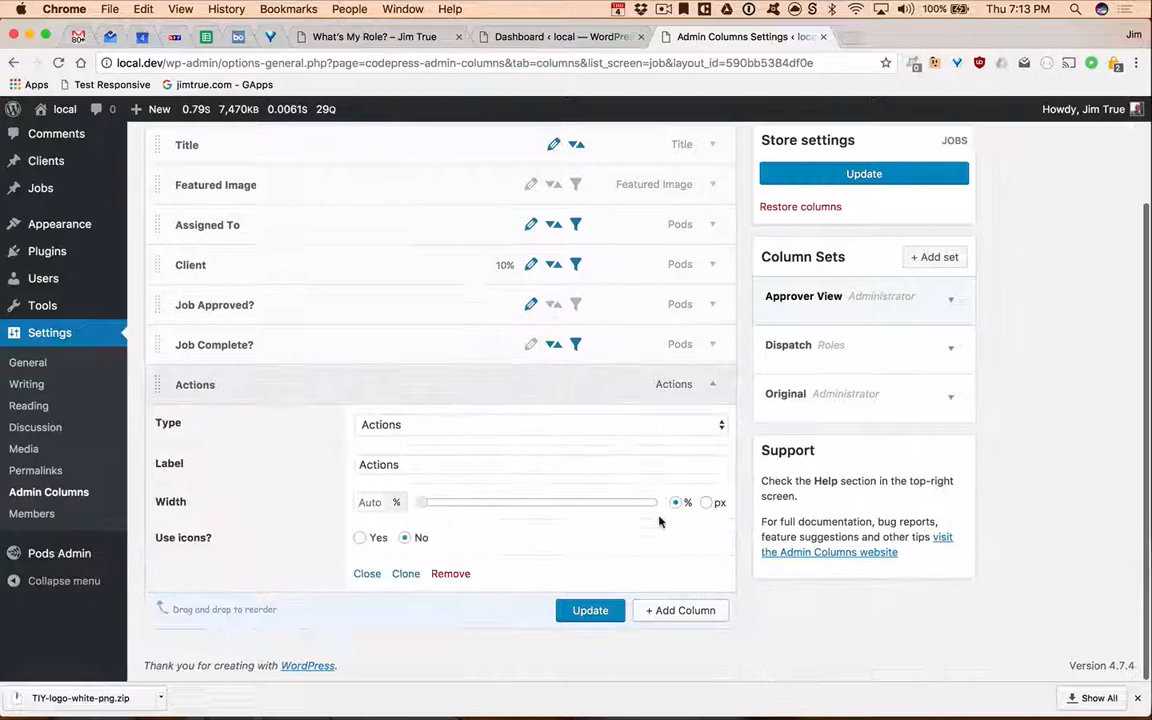 Chrome File Edit View History Bookmarks People Window Help 100% Thu 7:13 PM
80+ 4 bo What's My Role? – Jim True × Dashboard ‹ local — WordPre × Admin Columns Settings ‹ loca × Jim
local.dev/wp-admin/options-general.php?page=codepress-admin-columns&tab=columns&list_screen=job&layout_id=590bb5384df0e
Apps Test Responsive jimtrue.com - GApps
local 0 New 0.79S 7,470KB 0.0061S 29Q Howdy, Jim True
Comments
Clients
Jobs
Appearance
Plugins
Users
Tools
Settings
General
Writing
Reading
Discussion
Media
Permalinks
Admin Columns
Members
Pods Admin
Collapse menu
Title Title
Featured Image Featured Image
Assigned To Pods
Client 10% Pods
Job Approved? Pods
Job Complete? Pods
Actions Actions
Type Actions
Label Actions
Width Auto % % px
Use icons? Yes No
Close Clone Remove
Drag and drop to reorder Update + Add Column
Store settings JOBS
Update
Restore columns
Column Sets + Add set
Approver View Administrator
Dispatch Roles
Original Administrator
Support
Check the Help section in the top-right
screen.
For full documentation, bug reports,
feature suggestions and other tips visit
the Admin Columns website
Thank you for creating with WordPress. Version 4.7.4
TIY-logo-white-png.zip Show All ×